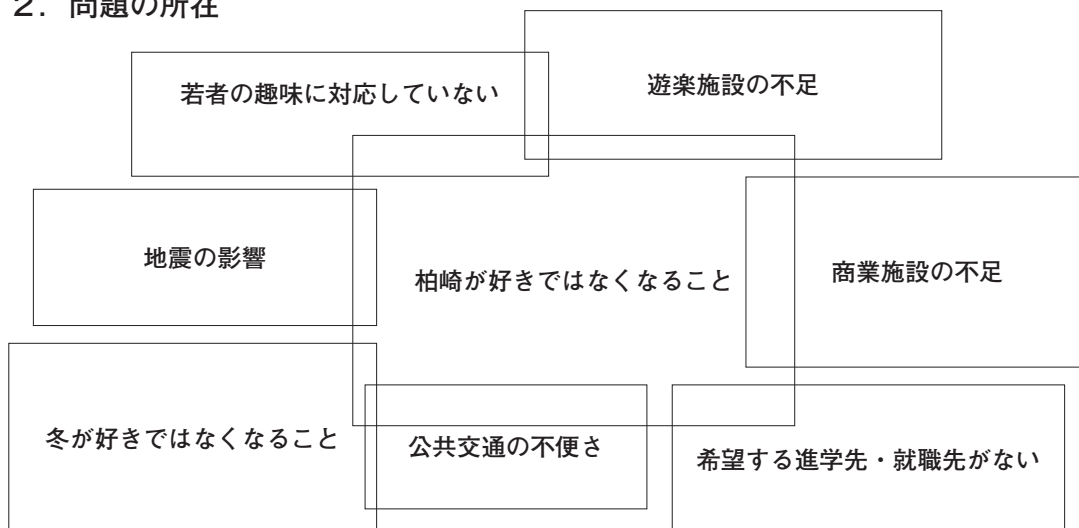 2．問題の所在
遊楽施設の不足
若者の趣味に対応していない
地震の影響
柏崎が好きではなくなること
商業施設の不足
冬が好きではなくなること
公共交通の不便さ
希望する進学先・就職先がない